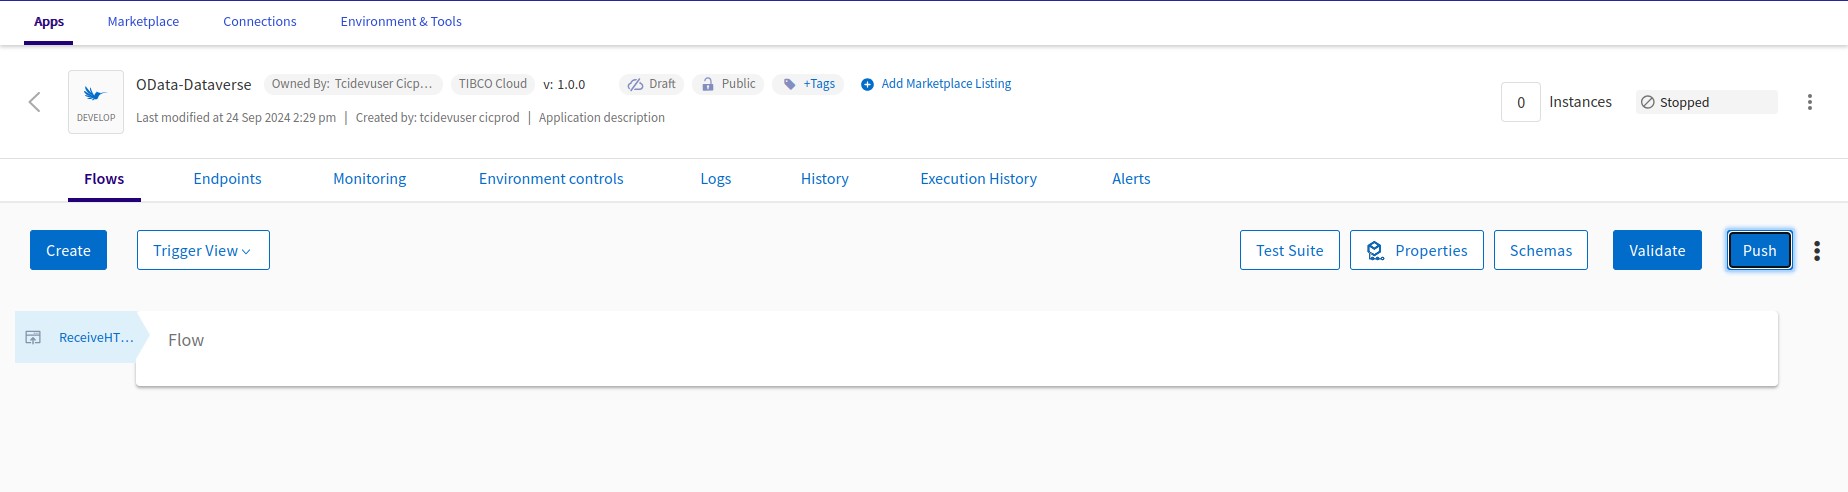 Apps Marketplace Connections Environment & Tools
OData-Dataverse Owned By: Tcidevuser Cicp... TIBCO Cloud v: 1.0.0 Draft Public +Tags Add Marketplace Listing
DEVELOP
Last modified at 24 Sep 2024 2:29 pm | Created by: tcidevuser cicprod | Application description
0 Instances Stopped
Flows Endpoints Monitoring Environment controls Logs History Execution History Alerts
Create Trigger View Test Suite Properties Schemas Validate Push
ReceiveHT... Flow